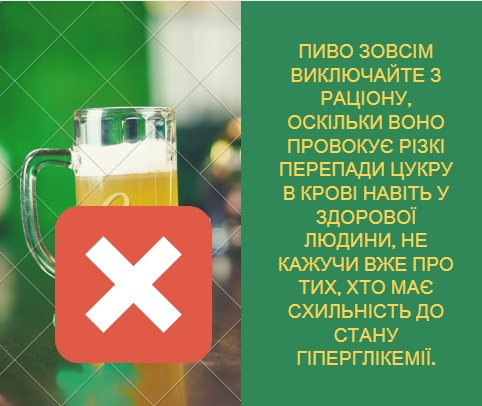 ПИВО ЗОВСІМ
ВИКЛЮЧАЙТЕ З
РАЦІОНУ,
ОСКІЛЬКИ ВОНО
ПРОВОКУЄ РІЗКІ
ПЕРЕПАДИ ЦУКРУ
В КРОВІ НАВІТЬ У
ЗДОРОВОЇ
ЛЮДИНИ, НЕ
КАЖУЧИ ВЖЕ ПРО
ТИХ, ХТО МАЄ
СХИЛЬНІСТЬ ДО
СТАНУ
ГІПЕРГЛІКЕМІЇ.